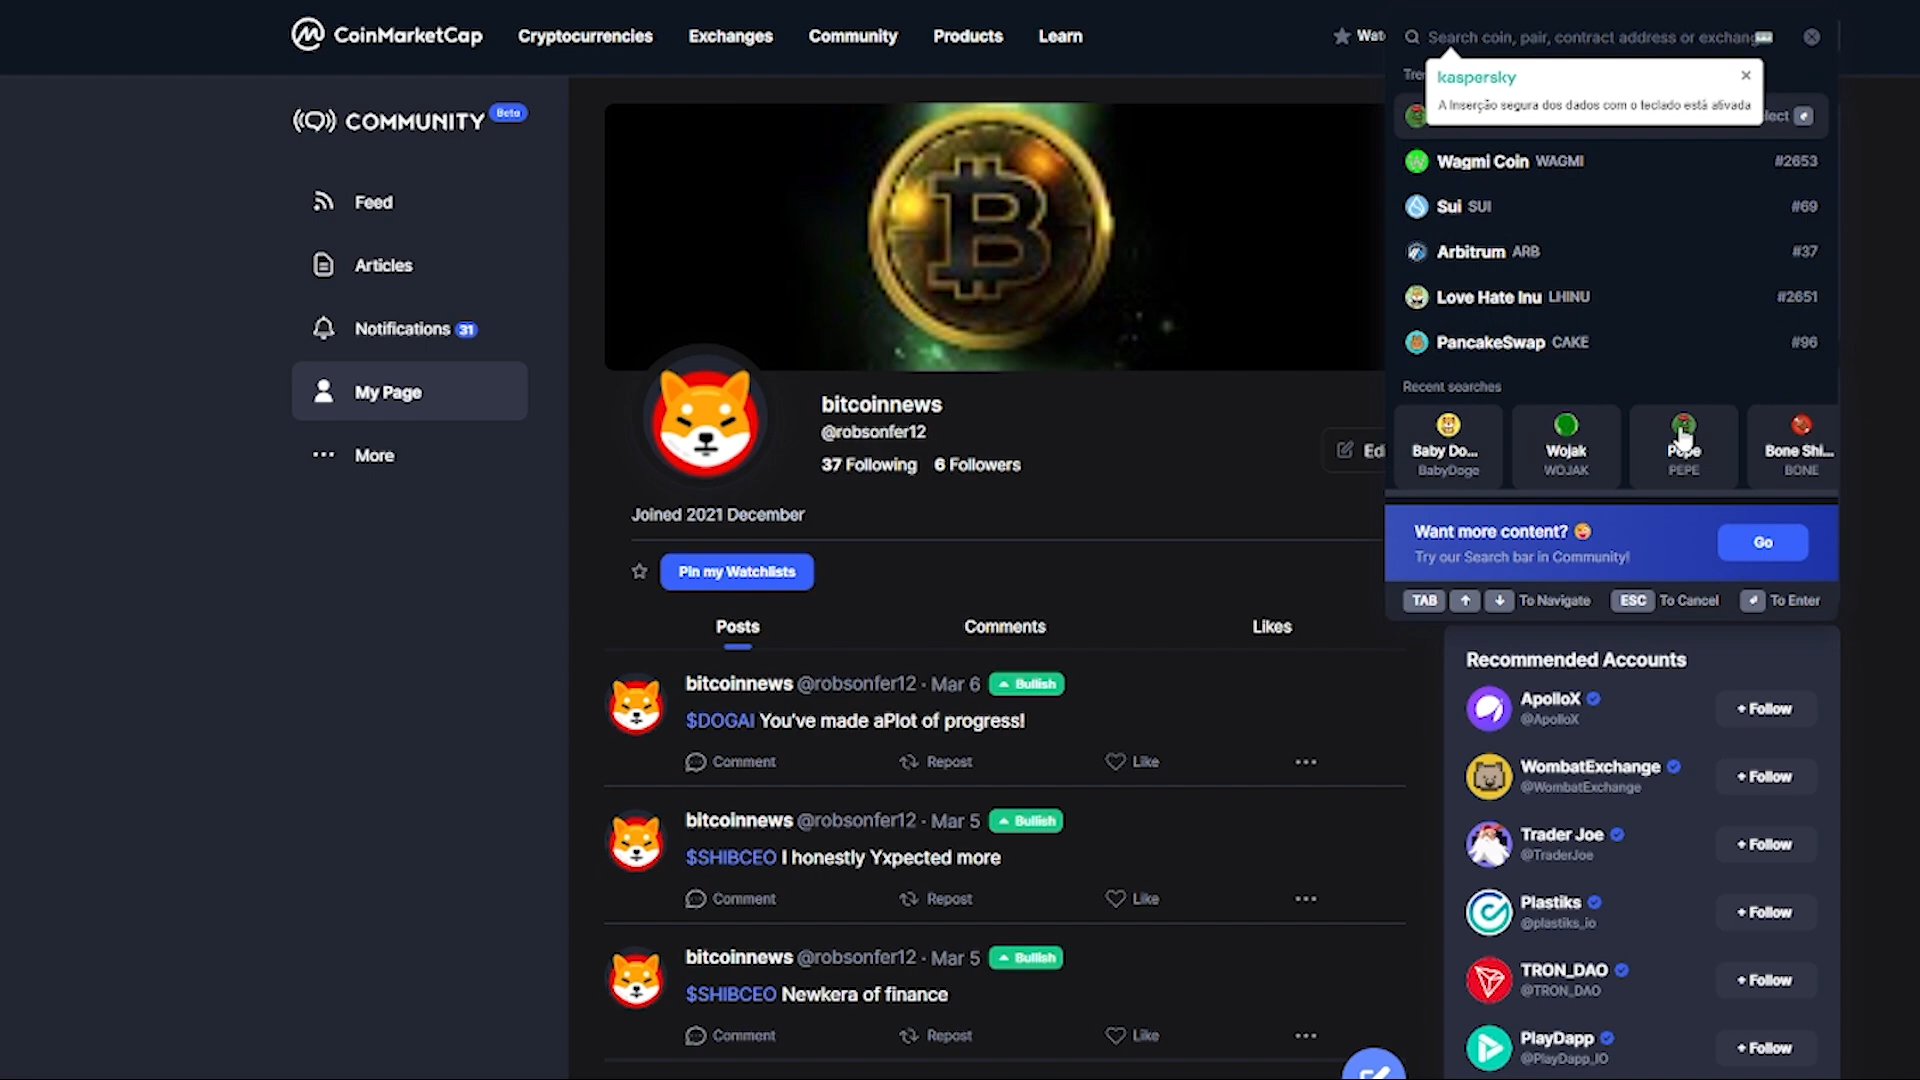 CoinMarketCap Cryptocurrencies Exchanges Community Products Learn
Search coin, pair, contract address or exchang
kaspersky
A Inserção segura dos dados com o teclado está ativada
COMMUNITY Beta
Feed
Articles
Notifications 31
My Page
More
bitcoinnews
@robsonfer12
37 Following 6 Followers
Joined 2021 December
Pin my Watchlists
Posts Comments Likes
bitcoinnews @robsonfer12 · Mar 6 Bullish
$DOGAI You've made aPlot of progress!
Comment Repost Like
bitcoinnews @robsonfer12 · Mar 5 Bullish
$SHIBCEO I honestly Yxpected more
Comment Repost Like
bitcoinnews @robsonfer12 · Mar 5 Bullish
$SHIBCEO Newkera of finance
Comment Repost Like
Wagmi Coin WAGMI #2653
Sui SUI #69
Arbitrum ARB #37
Love Hate Inu LHINU #2651
PancakeSwap CAKE #96
Recent searches
Baby Do... Wojak Pepe Bone Shi...
BabyDoge WOJAK PEPE BONE
Want more content?
Try our Search bar in Community!
Go
TAB To Navigate ESC To Cancel To Enter
Recommended Accounts
ApolloX
@ApolloX
+ Follow
WombatExchange
@WombatExchange
+ Follow
Trader Joe
@TraderJoe
+ Follow
Plastiks
@plastiks_io
+ Follow
TRON_DAO
@TRON_DAO
+ Follow
PlayDapp
@PlayDapp_IO
+ Follow